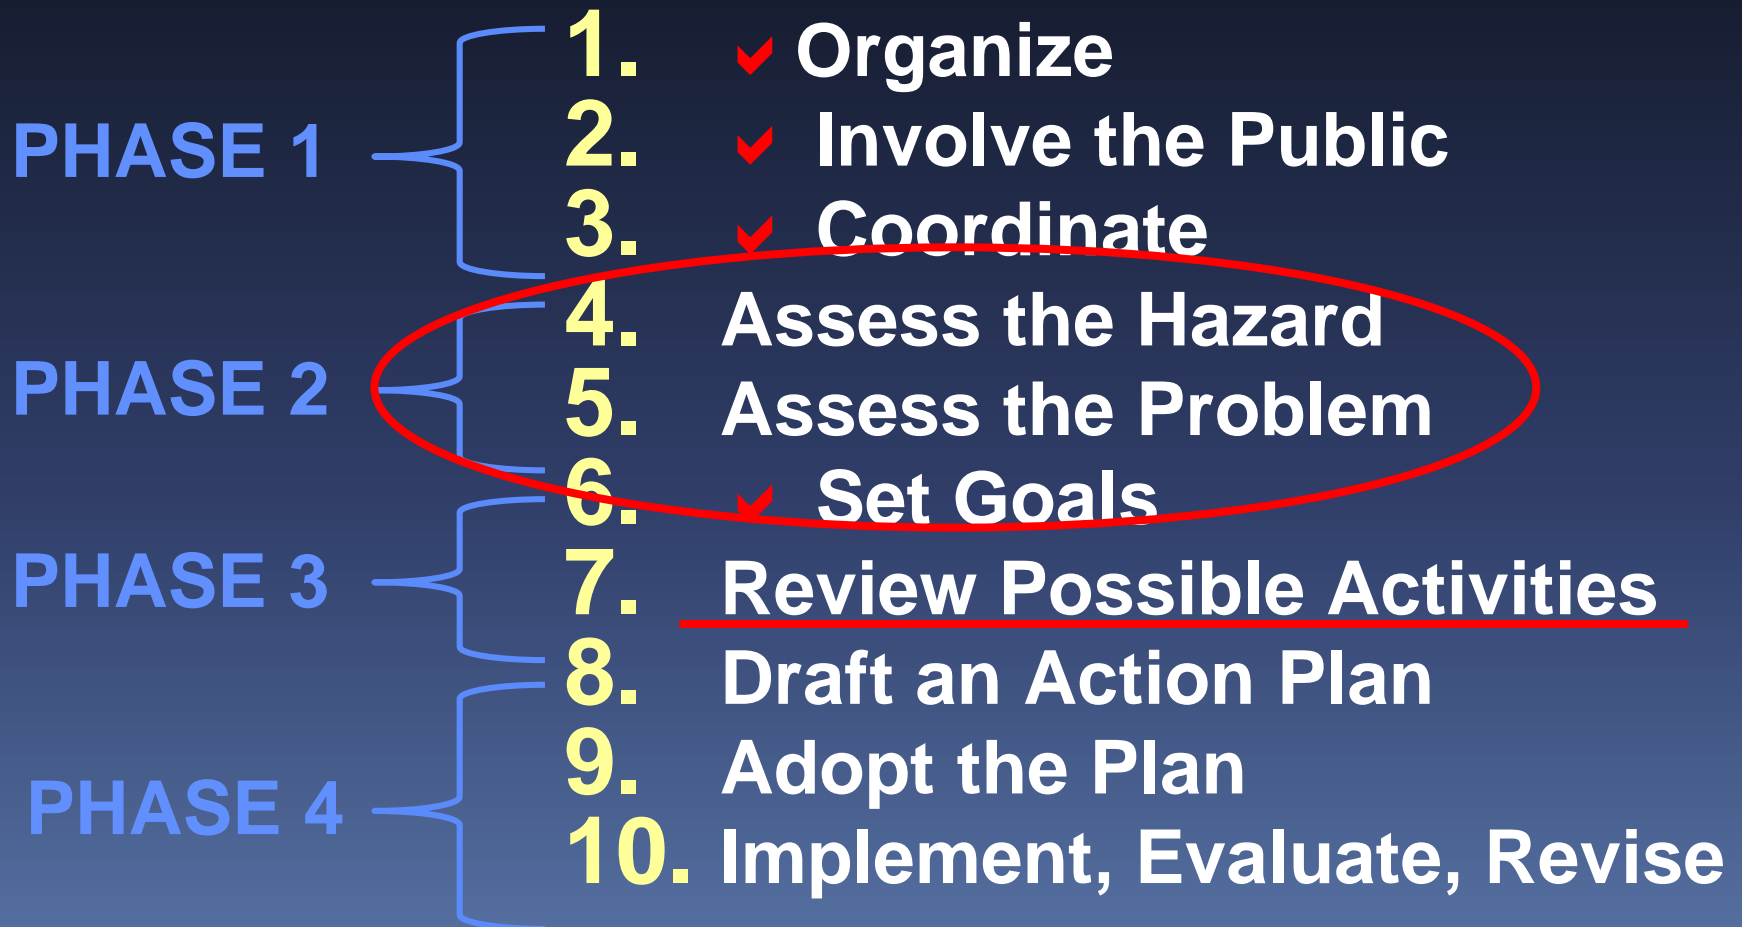 1. ✓ Organize
2. ✓ Involve the Public
PHASE 1
3. ✓ Coordinate
4. Assess the Hazard
PHASE 2
5. Assess the Problem
6. ✓ Set Goals
PHASE 3
7. Review Possible Activities
8. Draft an Action Plan
9. Adopt the Plan
PHASE 4
10. Implement, Evaluate, Revise